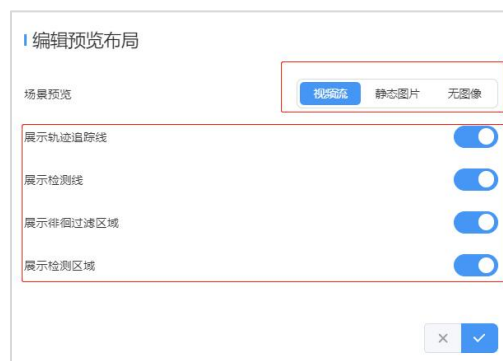 编辑预览布局
场景预览 视频流 静态图片 无图像
展示轨迹追踪线
展示检测线
展示徘徊过滤区域
展示检测区域